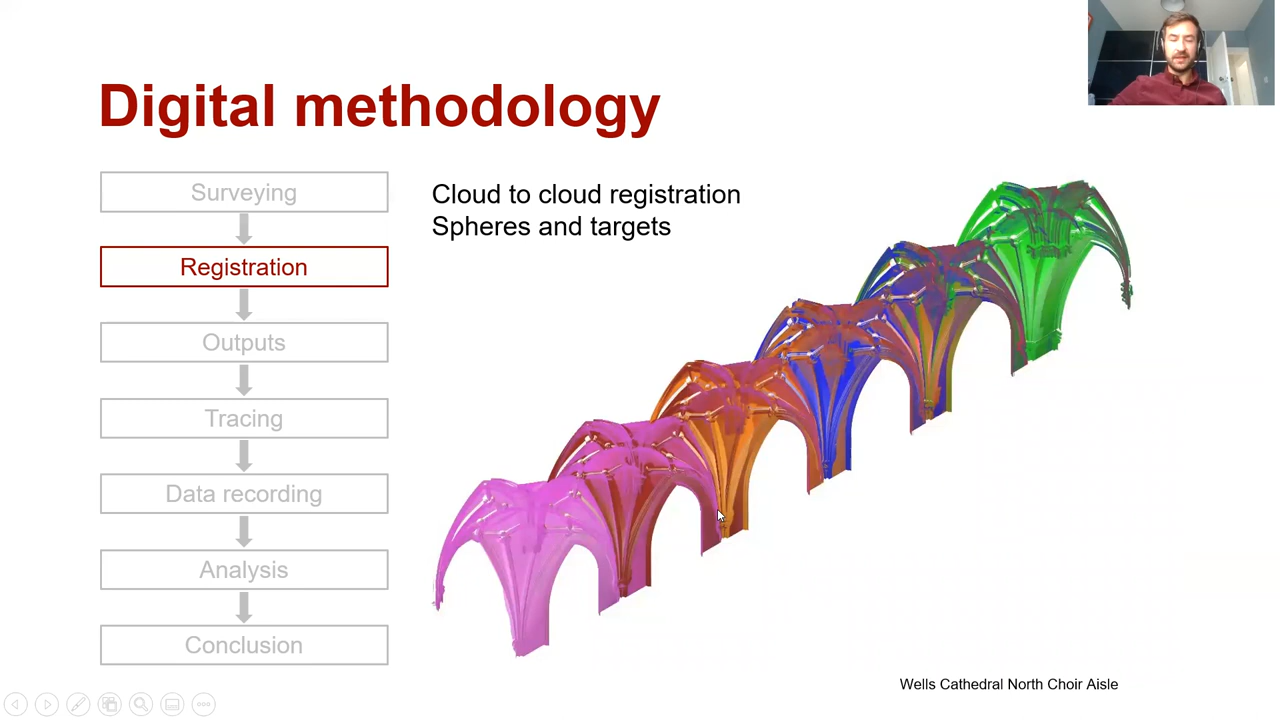 Digital methodology
Surveying
Registration
Outputs
Tracing
Data recording
Analysis
Conclusion
Cloud to cloud registration
Spheres and targets
Wells Cathedral North Choir Aisle